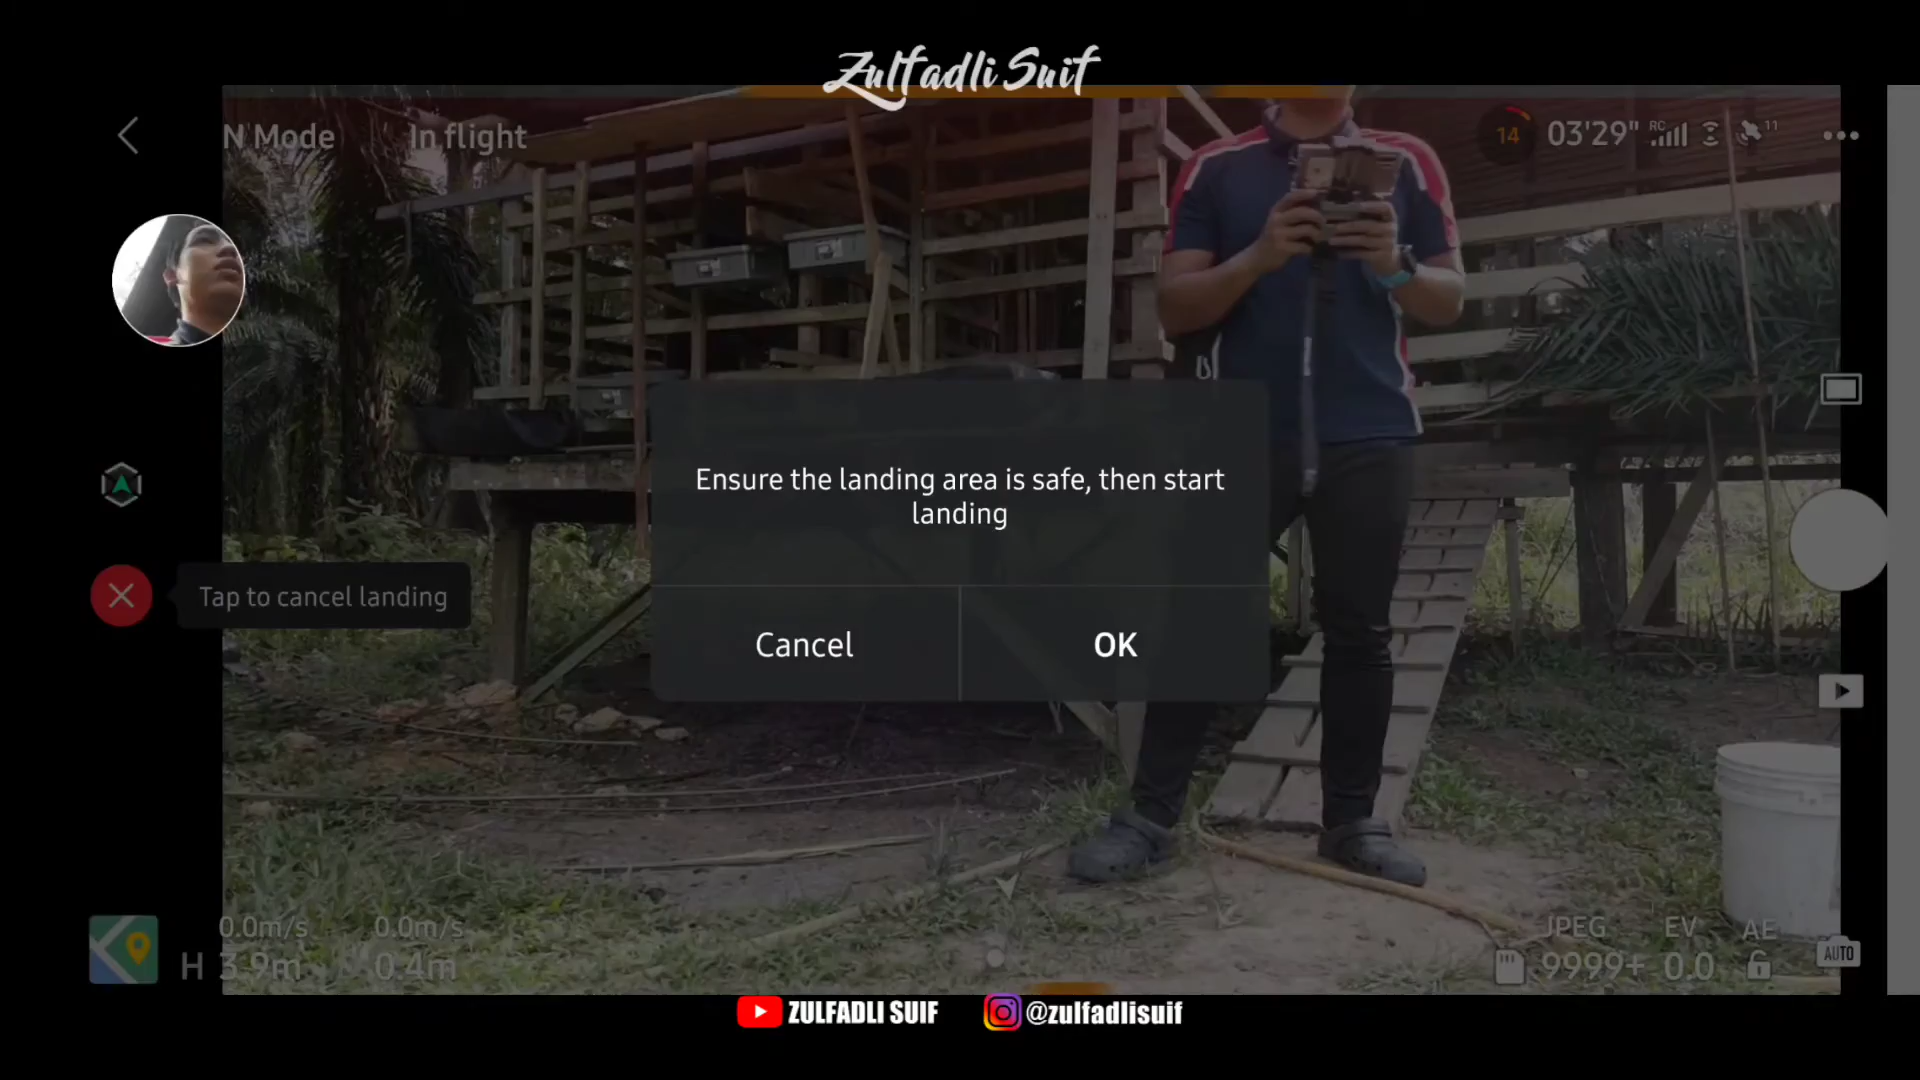 Zulfadli Suif
N Mode In flight
14 03'29" RC 11
Ensure the landing area is safe, then start
landing
Tap to cancel landing
Cancel OK
0.0m/s 0.0m/s
H 3.9m 0.4m
JPEG EV AE
9999+ 0.0 AUTO
ZULFADLI SUIF @zulfadlisuif